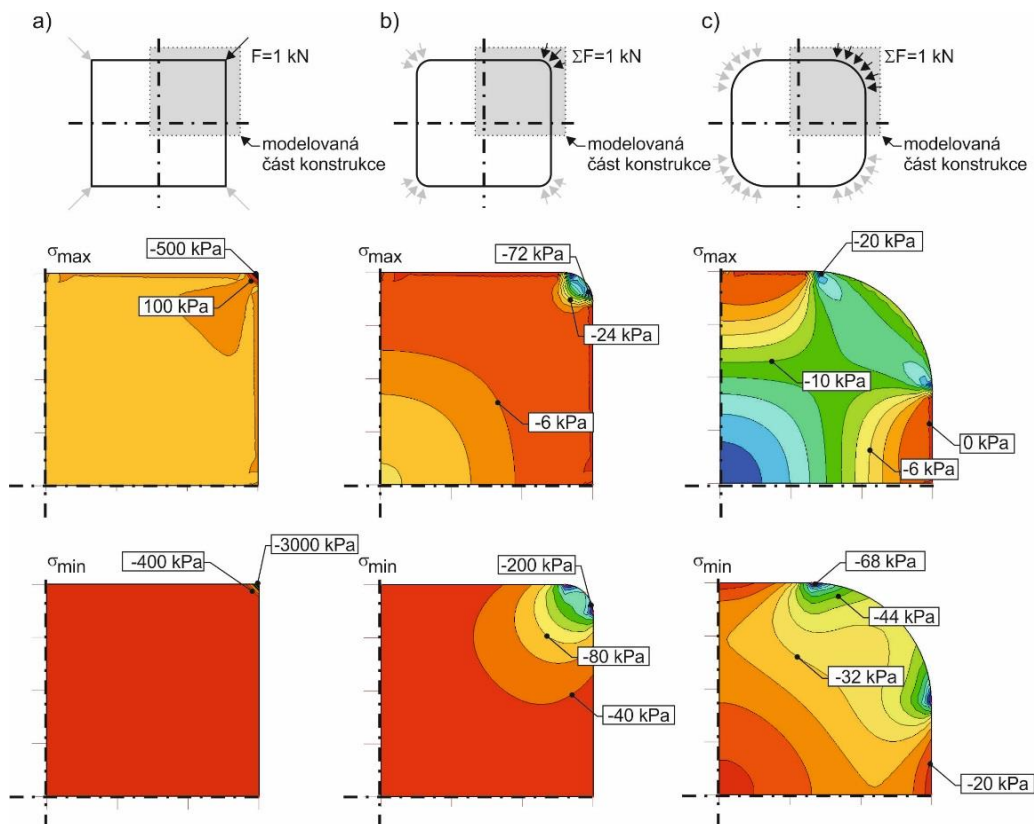 a)
F=1 kN
modelovaná
část konstrukce
b)
ΣF=1 kN
modelovaná
část konstrukce
c)
ΣF=1 kN
modelovaná
část konstrukce
σmax
-500 kPa
100 kPa
σmax
-72 kPa
-24 kPa
-6 kPa
σmax
-20 kPa
-10 kPa
0 kPa
-6 kPa
σmin
-400 kPa
-3000 kPa
σmin
-200 kPa
-80 kPa
-40 kPa
σmin
-68 kPa
-44 kPa
-32 kPa
-20 kPa